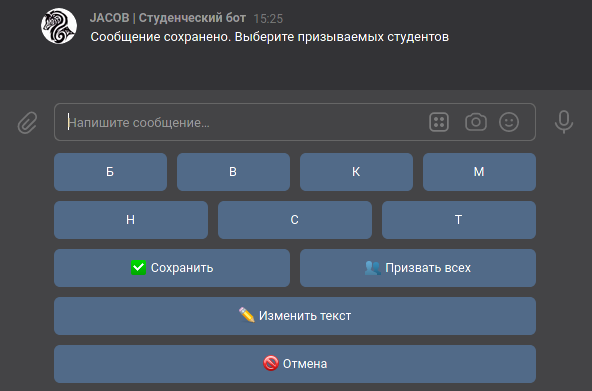 JACOB | Студенческий бот 15:25
Сообщение сохранено. Выберите призываемых студентов
Напишите сообщение...
Б В К М
Н С Т
✅ Сохранить 👥 Призвать всех
✏️ Изменить текст
🚫 Отмена